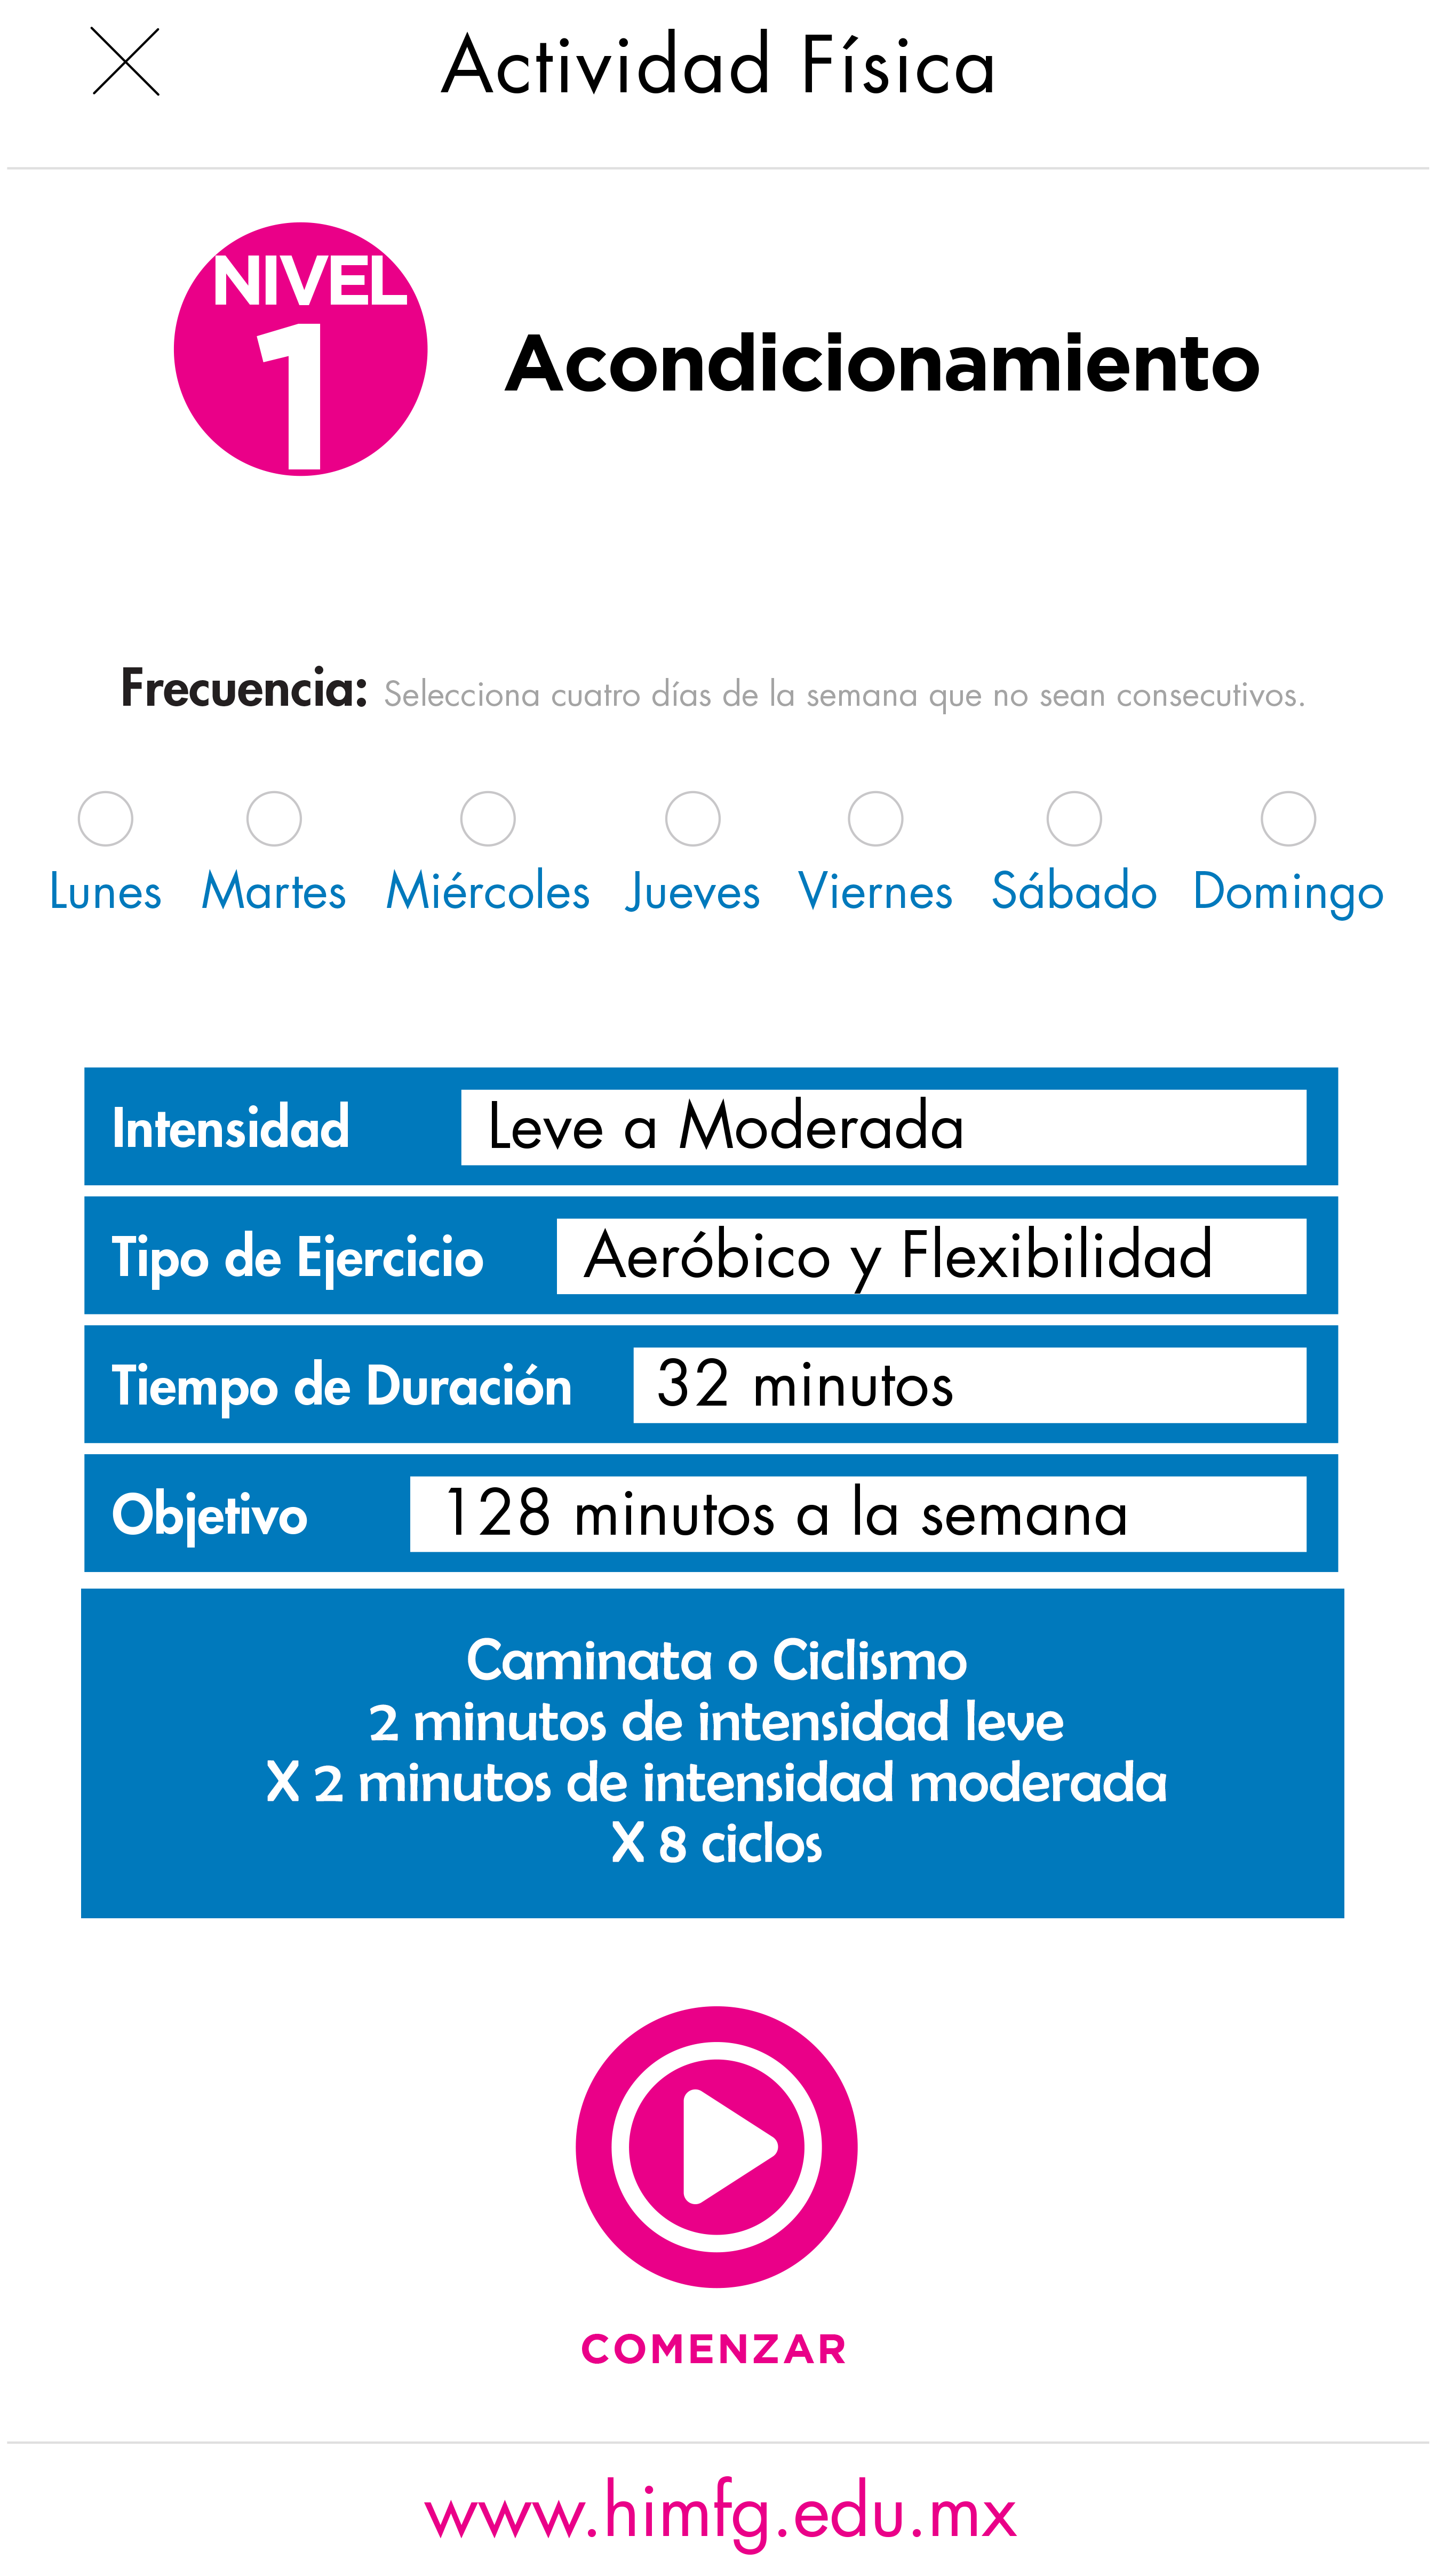 Actividad Física
NIVEL
1
Acondicionamiento
Frecuencia: Selecciona cuatro días de la semana que no sean consecutivos.
Lunes Martes Miércoles Jueves Viernes Sábado Domingo
Intensidad Leve a Moderada
Tipo de Ejercicio Aeróbico y Flexibilidad
Tiempo de Duración 32 minutos
Objetivo 128 minutos a la semana
Caminata o Ciclismo
2 minutos de intensidad leve
X 2 minutos de intensidad moderada
X 8 ciclos
COMENZAR
www.himfg.edu.mx